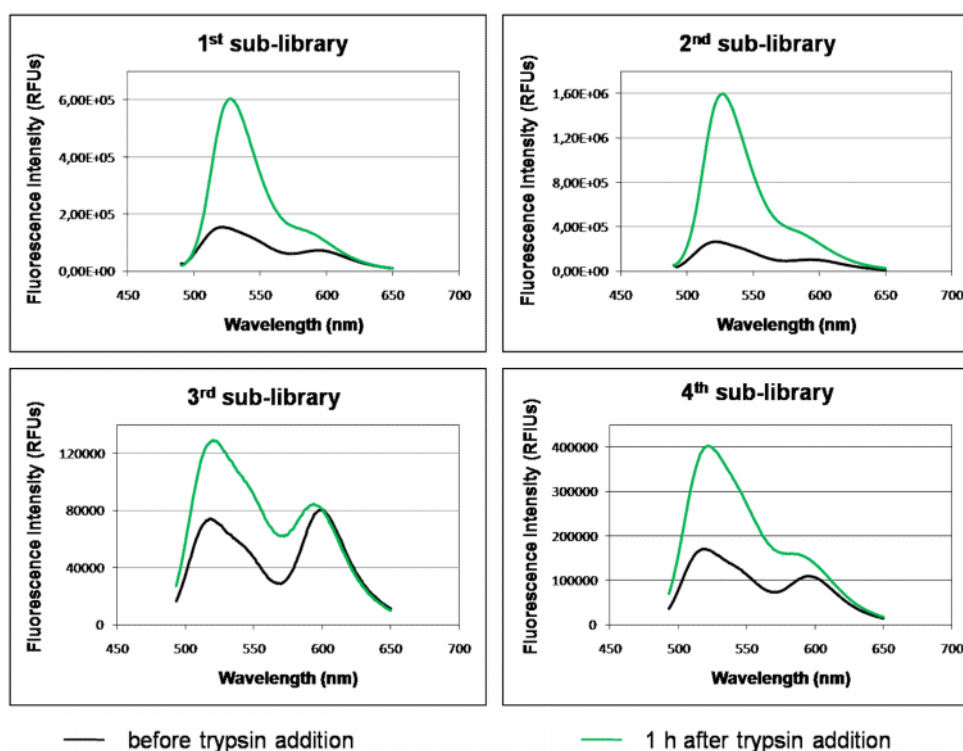 1st sub-library
Fluorescence Intensity (RFUs)
6,00E+05
4,00E+05
2,00E+05
0,00E+00
450 500 550 600 650 700
Wavelength (nm)
2nd sub-library
Fluorescence Intensity (RFUs)
1,60E+06
1,20E+06
8,00E+05
4,00E+05
0,00E+00
450 500 550 600 650 700
Wavelength (nm)
3rd sub-library
Fluorescence Intensity (RFUs)
120000
80000
40000
0
450 500 550 600 650 700
Wavelength (nm)
4th sub-library
Fluorescence Intensity (RFIUs)
400000
300000
200000
100000
0
450 500 550 600 650 700
Wavelength (nm)
before trypsin addition
1 h after trypsin addition